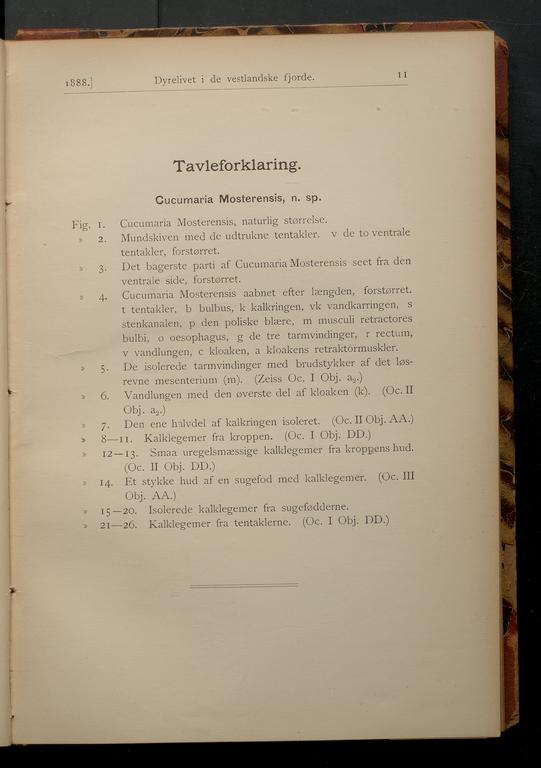 1888.] Dyrelivet i de vestlandske fjorde. 11
Tavleforklaring.
Cucumaria Mosterensis, n. sp.
Fig. 1. Cucumaria Mosterensis, naturlig størrelse.
» 2. Mundskiven med de udtrukne tentakler. v de to ventrale
tentakler, forstørret.
» 3. Det bagerste parti af Cucumaria Mosterensis seet fra den
ventrale side, forstørret.
» 4. Cucumaria Mosterensis aabnet efter længden, forstørret.
t tentakler, b bulbus, k kalkringen, vk vandkarringen, s
stenkanalen, p den poliske blære, m musculi retractores
bulbi, o oesophagus, g de tre tarmvindinger, r rectum,
v vandlungen, c kloaken, a kloakens retraktormuskler.
» 5. De isolerede tarmvindinger med brudstykker af det løs-
revne mesenterium (m). (Zeiss Oc. I Obj. a₂.)
» 6. Vandlungen med den øverste del af kloaken (k). (Oc. II
Obj. a₂.)
» 7. Den ene halvdel af kalkringen isoleret. (Oc. II Obj. AA.)
» 8—11. Kalklegemer fra kroppen. (Oc. I Obj. DD.)
» 12—13. Smaa uregelsmæssige kalklegemer fra kroppens hud.
(Oc. II Obj. DD.)
» 14. Et stykke hud af en sugefod med kalklegemer. (Oc. III
Obj. AA.)
» 15—20. Isolerede kalklegemer fra sugefødderne.
» 21—26. Kalklegemer fra tentaklerne. (Oc. I Obj. DD.)